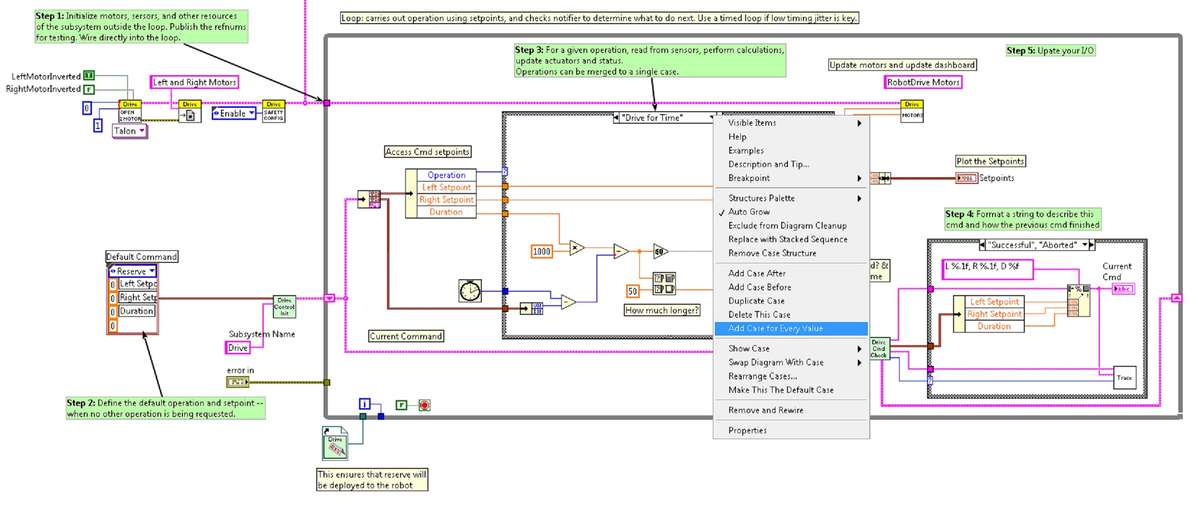 Step 1: Initialize motors, sersors, and other resources
of the subsystem outside the loop. Publish the refnums
for testing. Wire directly into the loop.
Loop: carries out operation using setpoints, and checks notifier to determine what to do next. Use a timed loop if low timing jitter is key.
Step 3: For a given operation, read from sensors, perform calculations,
update actuators and status.
Operations can be merged to a single case.
Step 5: Upate your I/O
Update motors and update dashboard
RobotDrive Motors
LeftMotorInverted
RightMotorInverted
Left and Right Motors
0
1
Drive
OPEN
2MOTOR
Talon
Drive
Enable
Drive
SAFETY
CONFIG
Drive
MOTORS
"Drive for Time"
Access Cmd setpoints
Operation
Left Setpoint
Right Setpoint
Duration
1000
50
How much longer?
Current Command
Visible Items
Help
Examples
Description and Tip...
Breakpoint
Structures Palette
Auto Grow
Exclude from Diagram Cleanup
Replace with Stacked Sequence
Remove Case Structure
Add Case After
Add Case Before
Duplicate Case
Delete This Case
Add Case for Every Value
Show Case
Swap Diagram With Case
Rearrange Cases...
Make This The Default Case
Remove and Rewire
Properties
Plot the Setpoints
Setpoints
Step 4: Format a string to describe this
cmd and how the previous cmd finished
"Successful", "Aborted"
L %.1f, R %.1f, D %f
Current
Cmd
abc
Left Setpoint
Right Setpoint
Duration
Drive
Cmd
Check
Trace
Default Command
Reserve
0
Left Setpo
0
Right Setp
0
Duration
0
Drive
Control
Init
Subsystem Name
Drive
error in
Step 2: Define the default operation and setpoint --
when no other operation is being requested.
i
F
Drive
This ensures that reserve will
be deployed to the robot